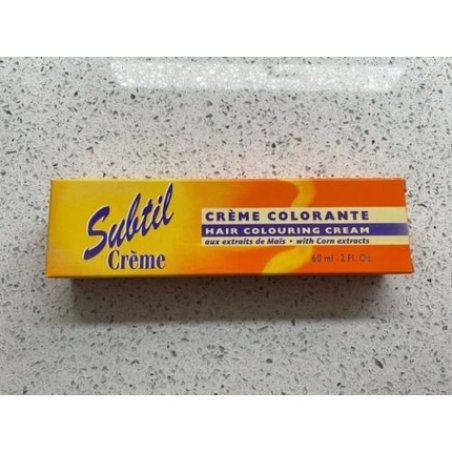 Subtil
Crème
CRÈME COLORANTE
HAIR COLOURING CREAM
aux extraits de Maïs • with Corn extracts
60 ml - 2 Fl. Oz.